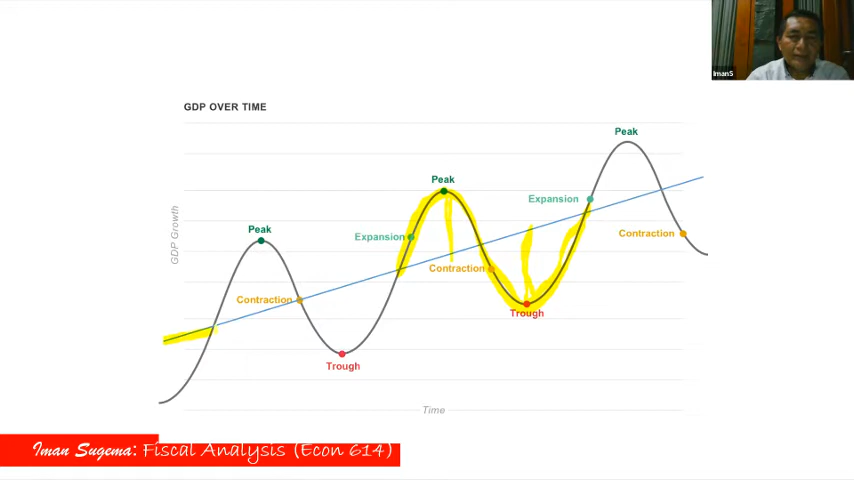 ImanS
GDP OVER TIME
Peak
Peak
Expansion
Peak
GDP Growth
Expansion
Contraction
Contraction
Contraction
Trough
Trough
Time
Iman Sugema: Fiscal Analysis (Econ 614)